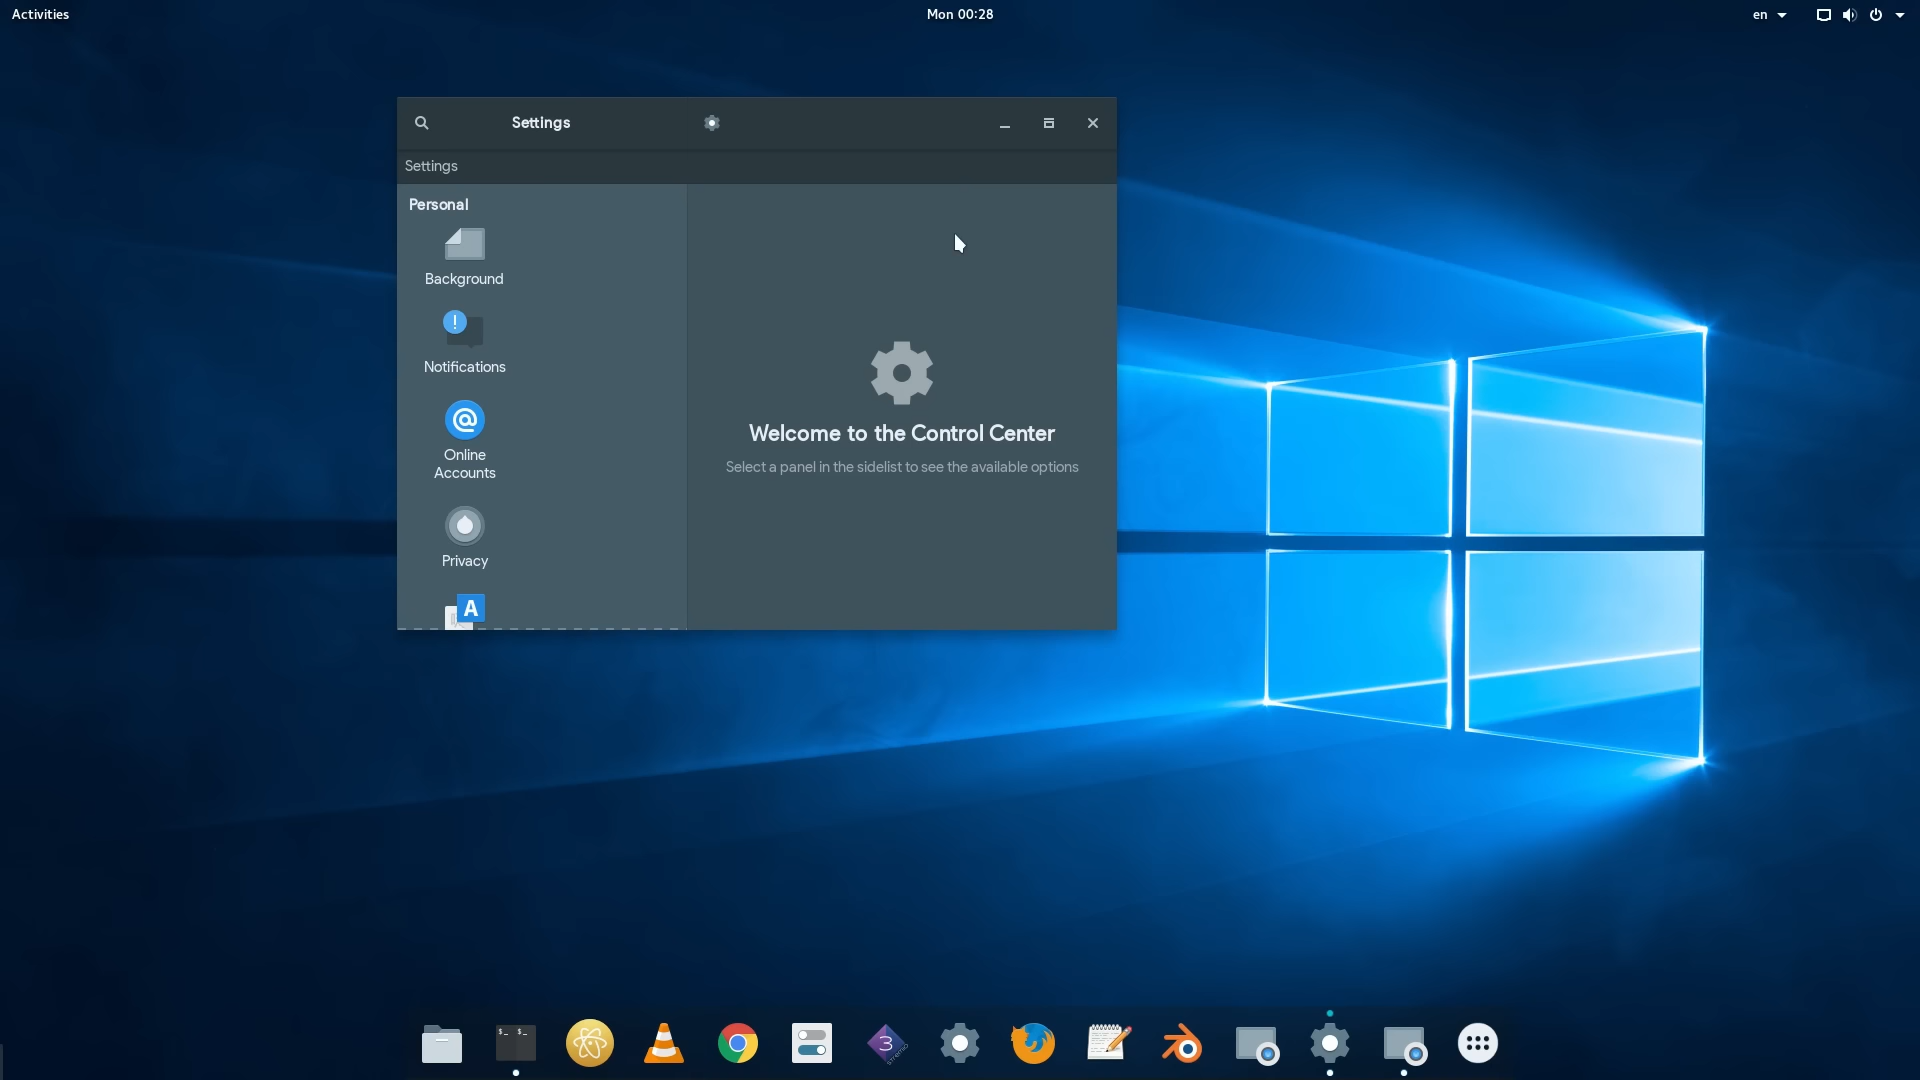 Activities
Mon 00:28
en
Settings
Settings
Personal
Background
!
Notifications
@
Online
Accounts
Privacy
A
Welcome to the Control Center
Select a panel in the sidelist to see the available options
$_ $_
3